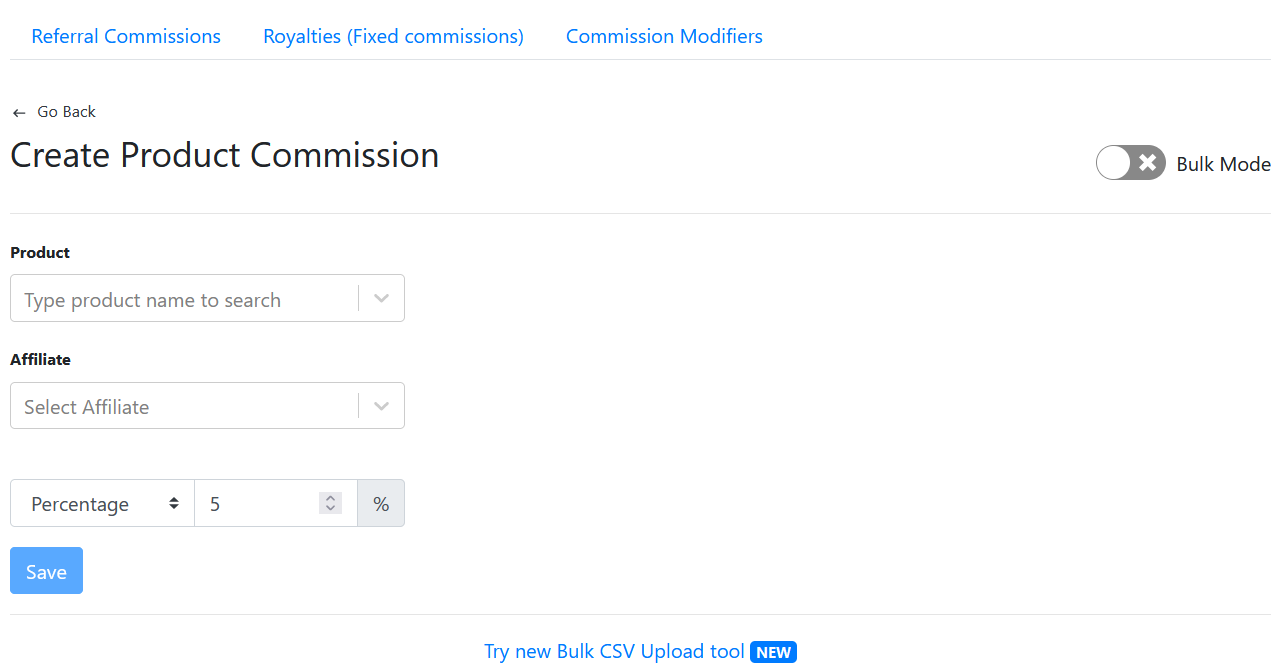 Referral Commissions Royalties (Fixed commissions) Commission Modifiers
← Go Back
Create Product Commission
Bulk Mode
Product
Type product name to search
Affiliate
Select Affiliate
Percentage 5 %
Save
Try new Bulk CSV Upload tool NEW